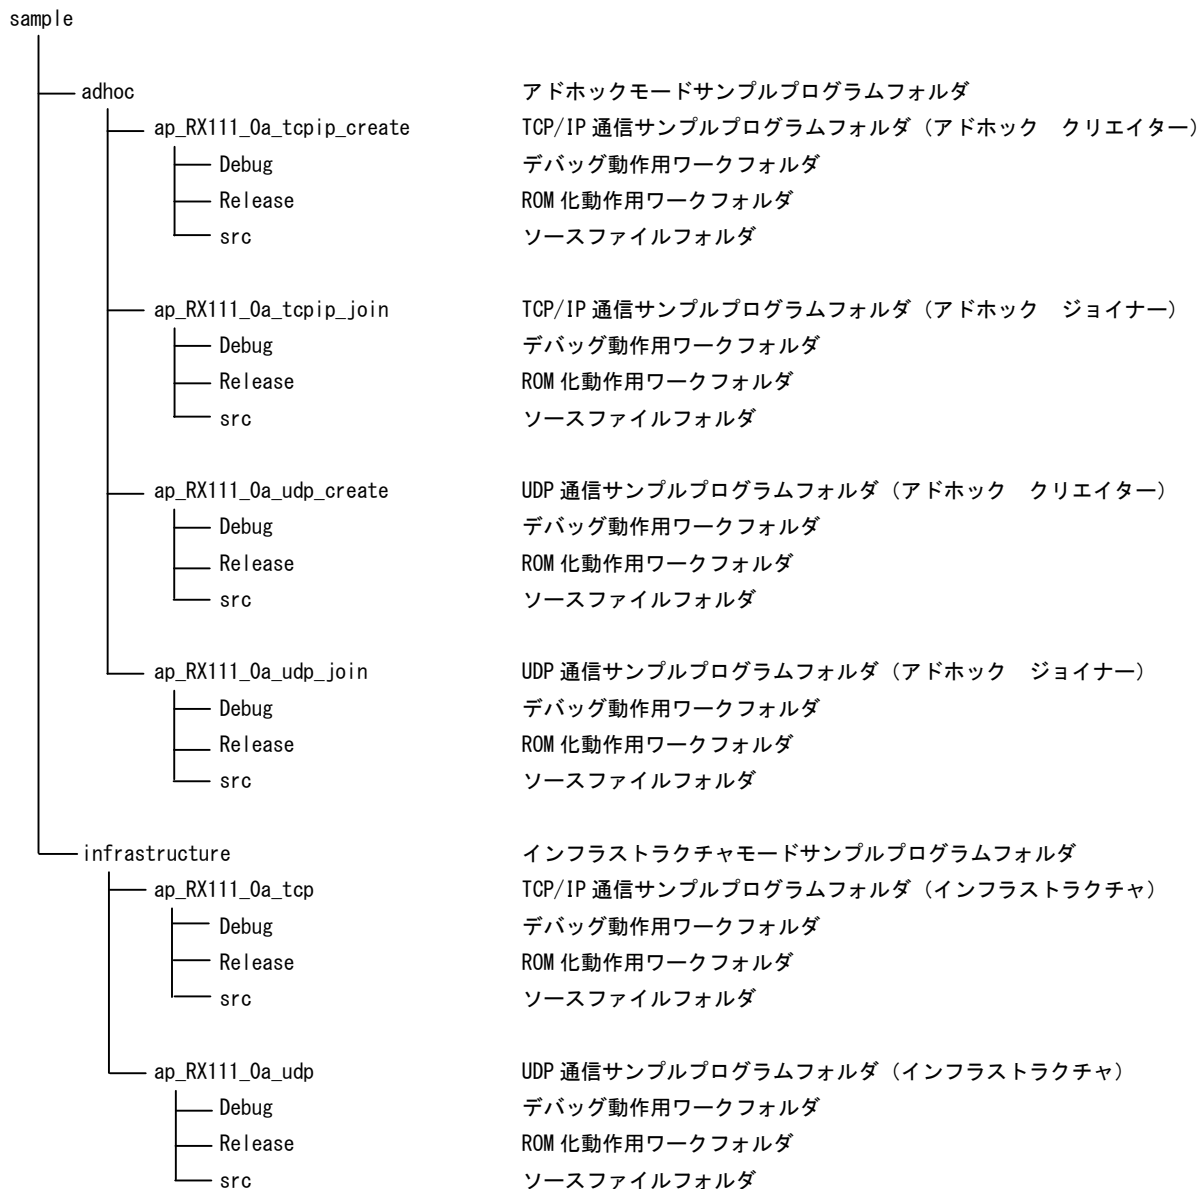 sample
adhoc アドホックモードサンプルプログラムフォルダ
ap_RX111_0a_tcpip_create TCP/IP 通信サンプルプログラムフォルダ（アドホック　クリエイター）
Debug デバッグ動作用ワークフォルダ
Release ROM 化動作用ワークフォルダ
src ソースファイルフォルダ
ap_RX111_0a_tcpip_join TCP/IP 通信サンプルプログラムフォルダ（アドホック　ジョイナー）
Debug デバッグ動作用ワークフォルダ
Release ROM 化動作用ワークフォルダ
src ソースファイルフォルダ
ap_RX111_0a_udp_create UDP 通信サンプルプログラムフォルダ（アドホック　クリエイター）
Debug デバッグ動作用ワークフォルダ
Release ROM 化動作用ワークフォルダ
src ソースファイルフォルダ
ap_RX111_0a_udp_join UDP 通信サンプルプログラムフォルダ（アドホック　ジョイナー）
Debug デバッグ動作用ワークフォルダ
Release ROM 化動作用ワークフォルダ
src ソースファイルフォルダ
infrastructure インフラストラクチャモードサンプルプログラムフォルダ
ap_RX111_0a_tcp TCP/IP 通信サンプルプログラムフォルダ（インフラストラクチャ）
Debug デバッグ動作用ワークフォルダ
Release ROM 化動作用ワークフォルダ
src ソースファイルフォルダ
ap_RX111_0a_udp UDP 通信サンプルプログラムフォルダ（インフラストラクチャ）
Debug デバッグ動作用ワークフォルダ
Release ROM 化動作用ワークフォルダ
src ソースファイルフォルダ